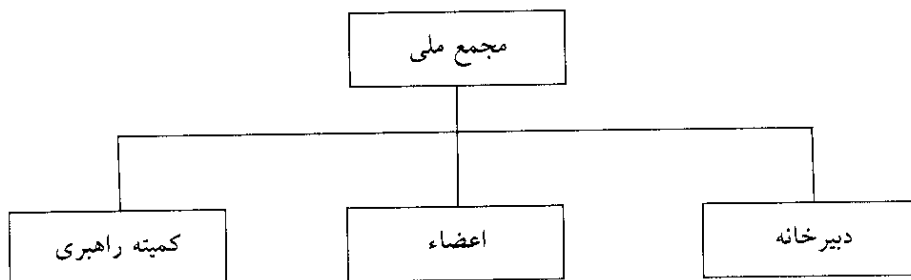 مجمع ملی
دبیرخانه
اعضاء
کمیته راهبری